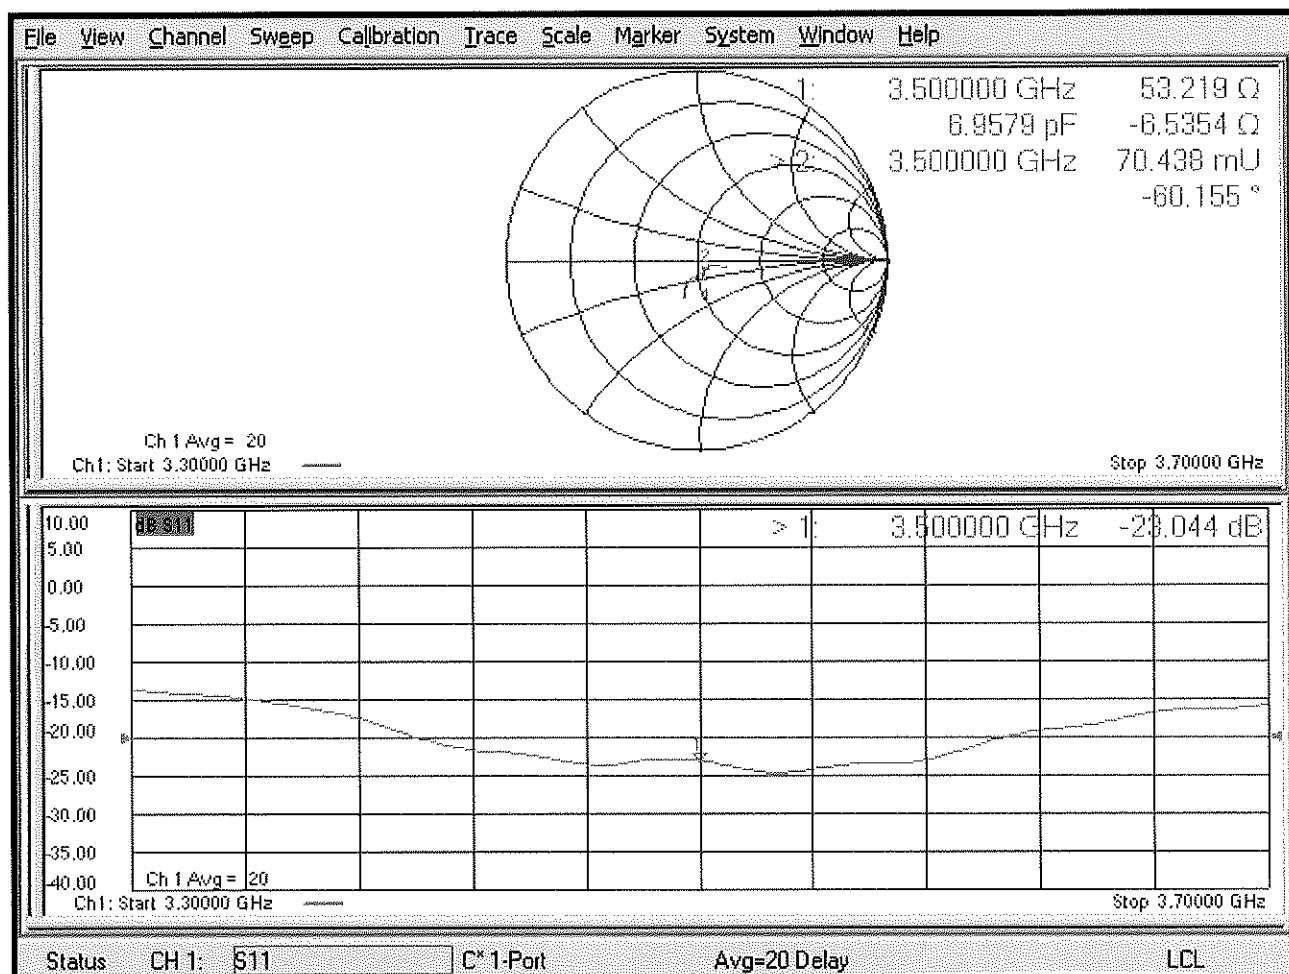 File View Channel Sweep Calibration Trace Scale Marker System Window Help
1: 3.500000 GHz 53.219 Ω
6.9579 pF -6.5354 Ω
> 2: 3.500000 GHz 70.438 mU
-60.155 °
Ch 1 Avg = 20
Ch1: Start 3.30000 GHz Stop 3.70000 GHz
10.00 dB S11 > 1: 3.500000 GHz -23.044 dB
5.00
0.00
-5.00
-10.00
-15.00
-20.00
-25.00
-30.00
-35.00
-40.00
Ch 1 Avg = 20
Ch1: Start 3.30000 GHz Stop 3.70000 GHz
Status CH 1: S11 C* 1-Port Avg=20 Delay LCL